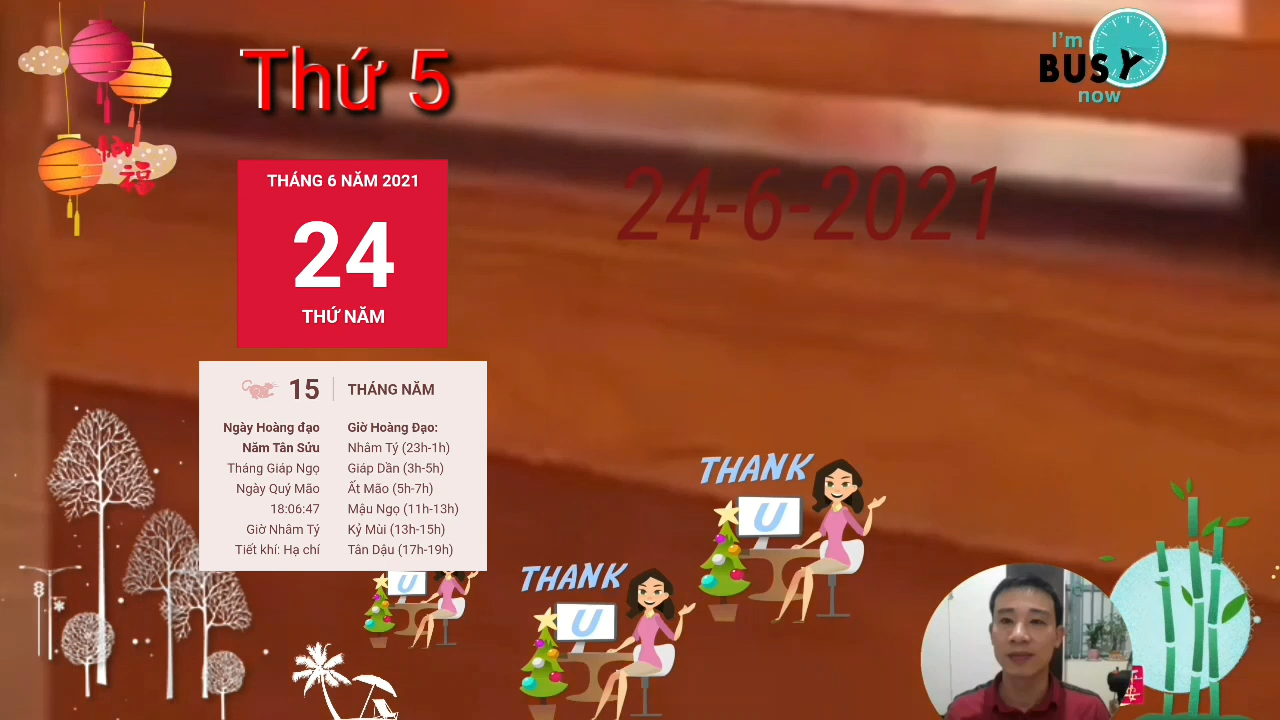 Thứ 5
I'm
BUSY
now
THÁNG 6 NĂM 2021
24
THỨ NĂM
24-6-2021
15 THÁNG NĂM
Ngày Hoàng đạo
Năm Tân Sửu
Tháng Giáp Ngọ
Ngày Quý Mão
18:06:47
Giờ Nhâm Tý
Tiết khí: Hạ chí
Giờ Hoàng Đạo:
Nhâm Tý (23h-1h)
Giáp Dần (3h-5h)
Ất Mão (5h-7h)
Mậu Ngọ (11h-13h)
Kỷ Mùi (13h-15h)
Tân Dậu (17h-19h)
THANK
U
THANK
U
U
福